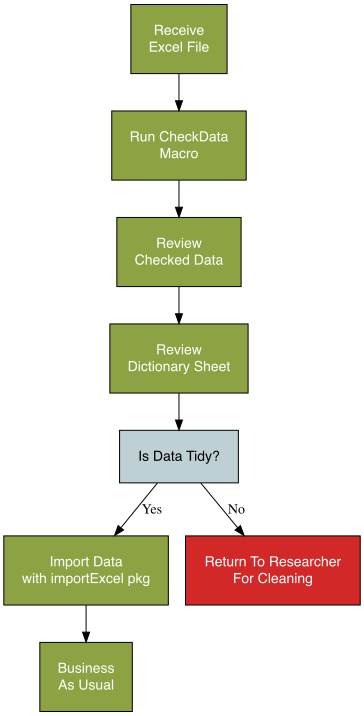 Receive
Excel File
Run CheckData
Macro
Review
Checked Data
Review
Dictionary Sheet
Is Data Tidy?
Yes
No
Import Data
with importExcel pkg
Return To Researcher
For Cleaning
Business
As Usual